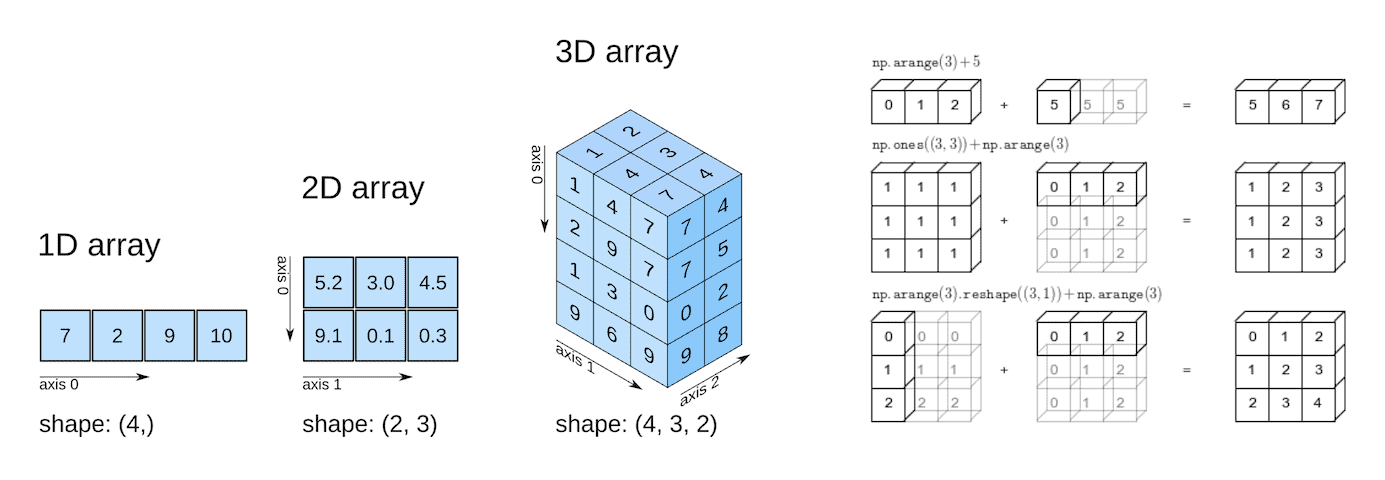 1D array
7 2 9 10
axis 0
shape: (4,)
2D array
axis 0
5.2 3.0 4.5
9.1 0.1 0.3
axis 1
shape: (2, 3)
3D array
axis 0
2
1 3
4 4
7
1 4 7
2 9 7
1 3 0
9 6 9
7 4
7 5
0 2
9 8
axis 1
axis 2
shape: (4, 3, 2)
np.arange(3)+5
0 1 2 + 5 5 5 = 5 6 7
np.ones((3,3))+np.arange(3)
1 1 1 0 1 2 1 2 3
1 1 1 + 0 1 2 = 1 2 3
1 1 1 0 1 2 1 2 3
np.arange(3).reshape((3,1))+np.arange(3)
0 0 0 0 1 2 0 1 2
1 1 1 + 0 1 2 = 1 2 3
2 2 2 0 1 2 2 3 4